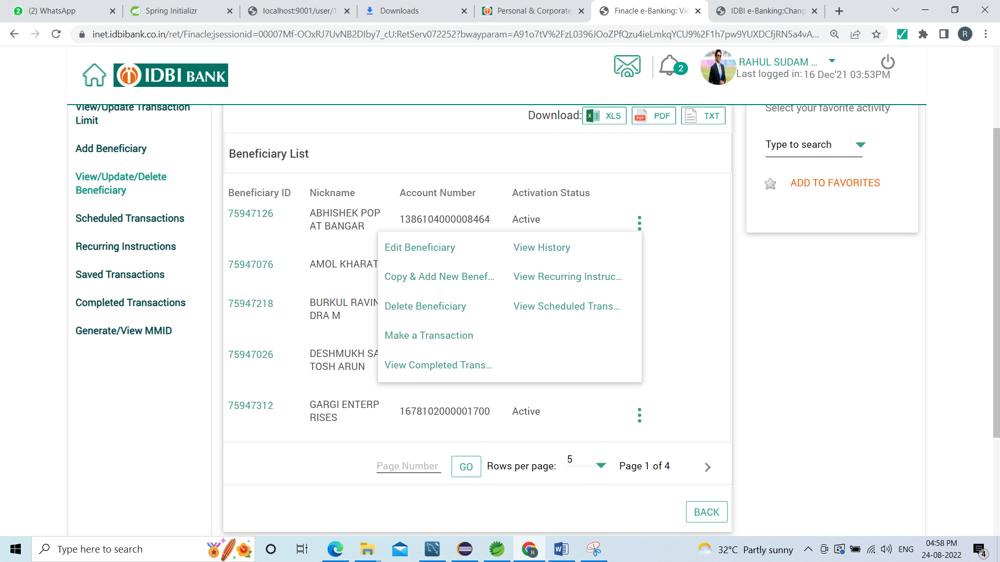 (2) WhatsApp
Spring Initializr
localhost:9001/user/1
Downloads
Personal & Corporate
Finacle e-Banking: Vie
IDBI e-Banking:Chang
inet.idbibank.co.in/ret/Finacle;jsessionid=00007Mf-OOxRJ7UvNB2DIby7_cU:RetServ072252?bwayparam=A91o7tV%2FzL0396JOoZPfQzu4ieLmkqYCU9%2F1h7pw9YUXDCfjRN5a4vA...
R
IDBI BANK
2
RAHUL SUDAM ...
Last logged in: 16 Dec'21 03:53PM
View/Update Transaction
Limit
Add Beneficiary
View/Update/Delete
Beneficiary
Scheduled Transactions
Recurring Instructions
Saved Transactions
Completed Transactions
Generate/View MMID
Download: XLS PDF TXT
Beneficiary List
Beneficiary ID Nickname Account Number Activation Status
75947126 ABHISHEK POP
AT BANGAR 1386104000008464 Active
75947076 AMOL KHARAT
75947218 BURKUL RAVIN
DRA M
75947026 DESHMUKH SA
TOSH ARUN
75947312 GARGI ENTERP
RISES 1678102000001700 Active
Edit Beneficiary View History
Copy & Add New Benef... View Recurring Instruc...
Delete Beneficiary View Scheduled Trans...
Make a Transaction
View Completed Trans...
Page Number GO Rows per page: 5 Page 1 of 4
BACK
Select your favorite activity
Type to search
ADD TO FAVORITES
Type here to search
32°C Partly sunny
ENG
04:58 PM
24-08-2022
4